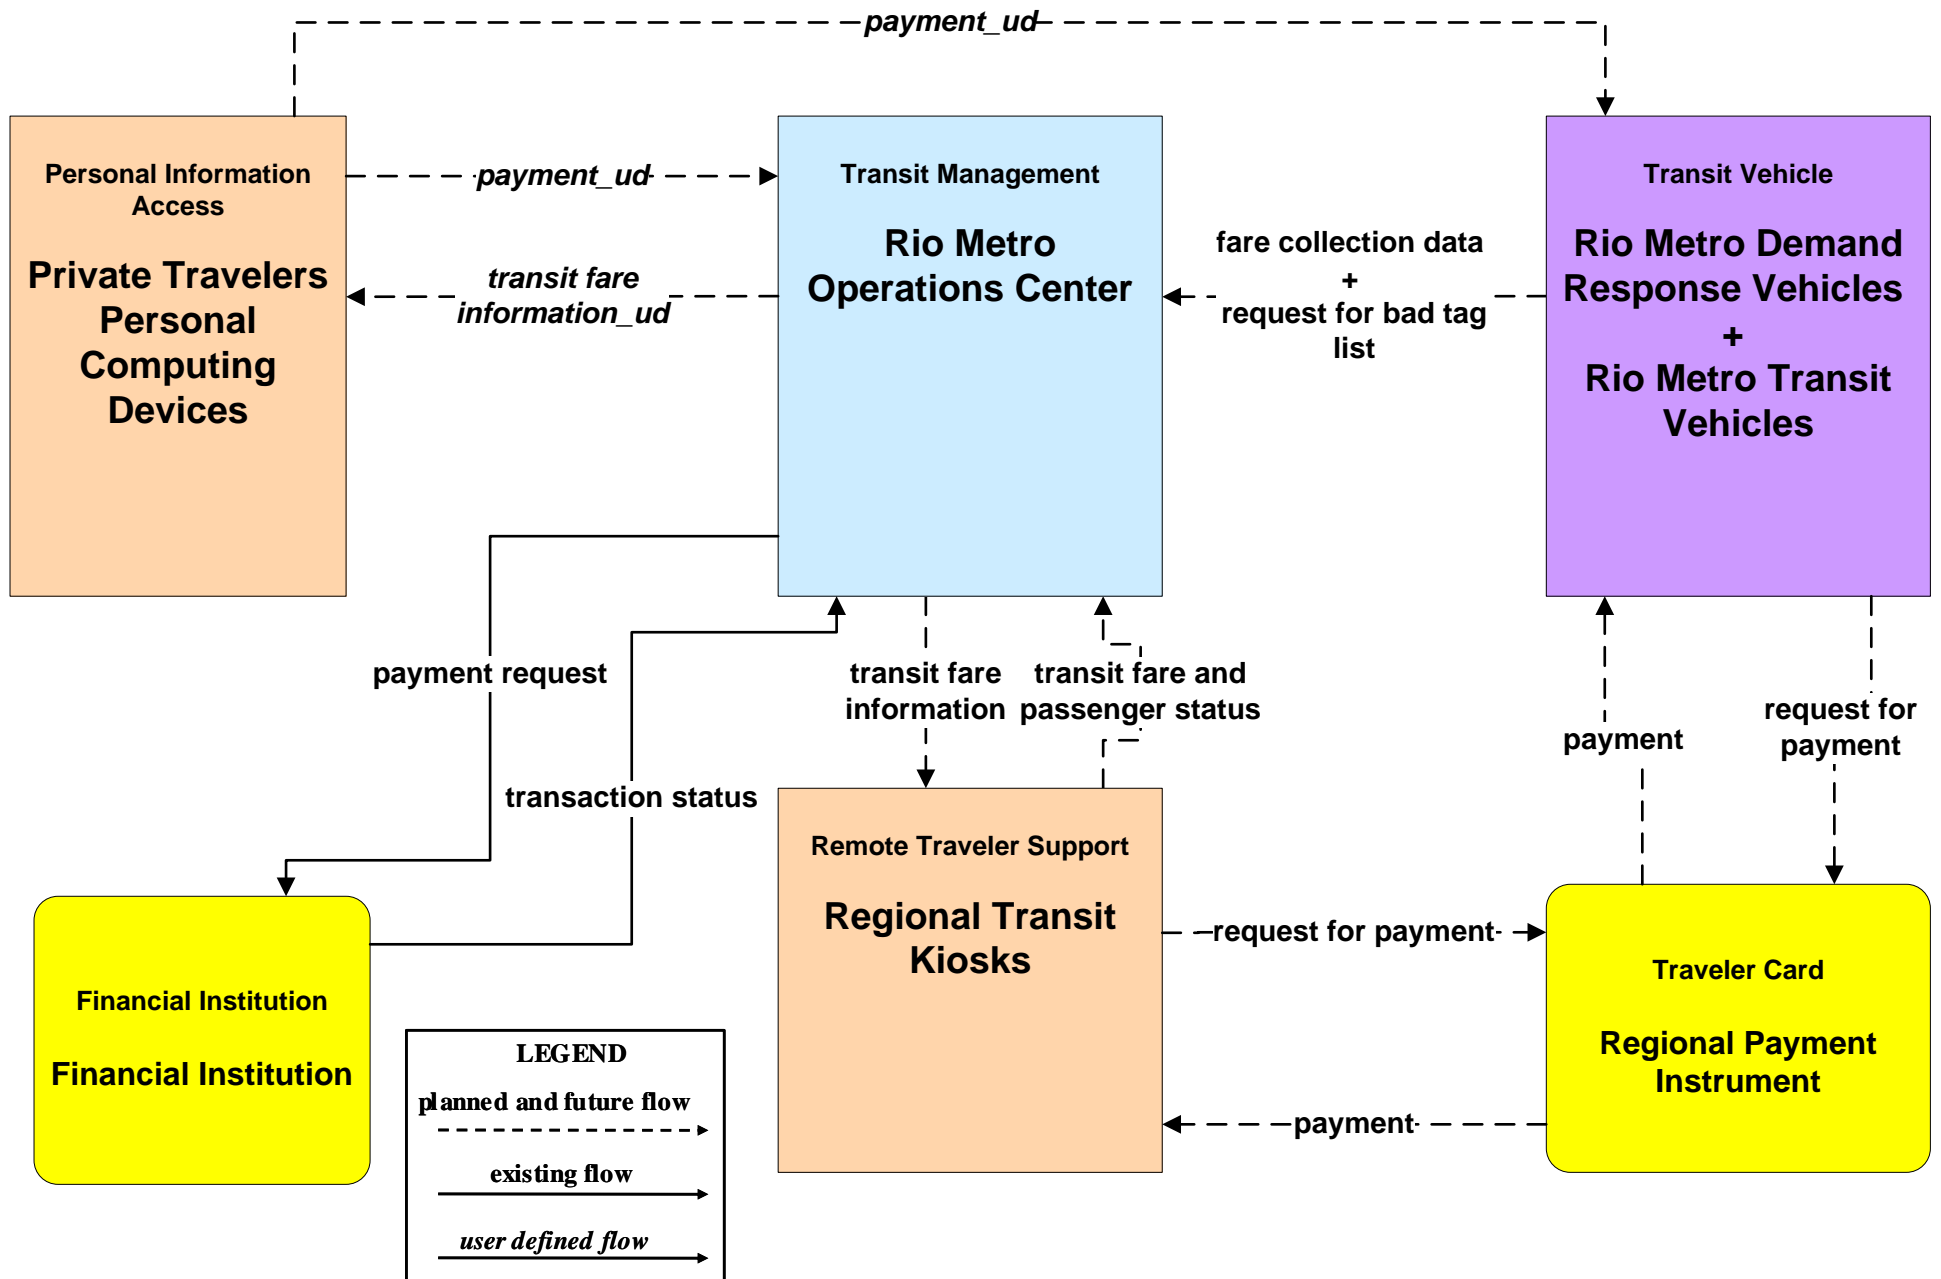 payment_ud
Personal Information
Access
Private Travelers
Personal
Computing
Devices
payment_ud
transit fare
information_ud
Transit Management
Rio Metro
Operations Center
fare collection data
+
request for bad tag
list
Transit Vehicle
Rio Metro Demand
Response Vehicles
+
Rio Metro Transit
Vehicles
payment request
transaction status
transit fare
information
transit fare and
passenger status
payment
request for
payment
Remote Traveler Support
Regional Transit
Kiosks
request for payment
payment
Traveler Card
Regional Payment
Instrument
Financial Institution
Financial Institution
LEGEND
planned and future flow
existing flow
user defined flow